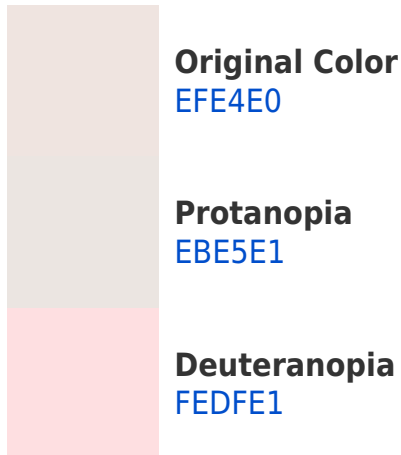 Original Color
EFE4E0
Protanopia
EBE5E1
Deuteranopia
FEDFE1